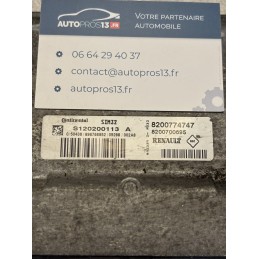 AUTOPROS13.FR
VOTRE PARTENAIRE
AUTOMOBILE
06 64 29 40 37
contact@autopros13.fr
autopros13.fr
Continental SIM32
S120200113 A
8200774747
8200700695
RENAULT